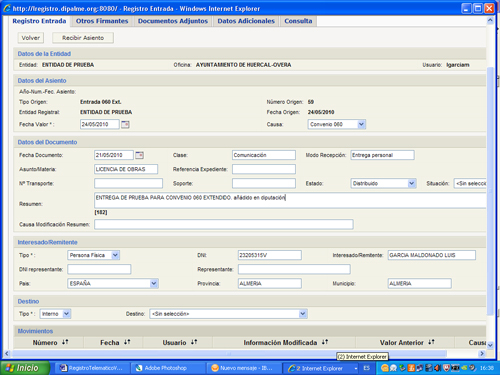 http://registro.dipalme.org:8080/ - Registro Entrada - Windows Internet Explorer
Registro Entrada Otros Firmantes Documentos Adjuntos Datos Adicionales Consulta
Volver Recibir Asiento
Datos de la Entidad
Entidad: ENTIDAD DE PRUEBA Oficina: AYUNTAMIENTO DE HUERCAL-OVERA Usuario: lgarciam
Datos del Asiento
Año-Num.-Fec. Asiento:
Tipo Origen: Entrada 060 Ext. Número Origen: 59
Entidad Registral: ENTIDAD DE PRUEBA Fecha Origen: 24/05/2010
Fecha Valor * : 24/05/2010 Causa: Convenio 060
Datos del Documento
Fecha Documento: 21/05/2010 Clase: Comunicación Modo Recepción: Entrega personal
Asunto/Materia: LICENCIA DE OBRAS Referencia Expediente:
Nº Transporte: Soporte: Estado: Distribuido Situación: <Sin selecció
Resumen: ENTREGA DE PRUEBA PARA CONVENIO 060 EXTENDIDO. añádido en diputación
[182]
Causa Modificacion Resumen:
Interesado/Remitente
Tipo * : Persona Física DNI: 23205315V Interesado/Remitente: GARCIA MALDONADO LUIS
DNI representante: Representante:
Pais: ESPAÑA Provincia: ALMERIA Municipio: ALMERIA
Destino
Tipo * : Interno Destino: <Sin selección>
Movimientos
Número Fecha Usuario Información Modificada Valor Anterior Causa
(2) Internet Explorer
Inicio RegistroTelematicoV Adobe Photoshop Nuevo mensaje - IB... 2 Internet Explorer ES 16:38